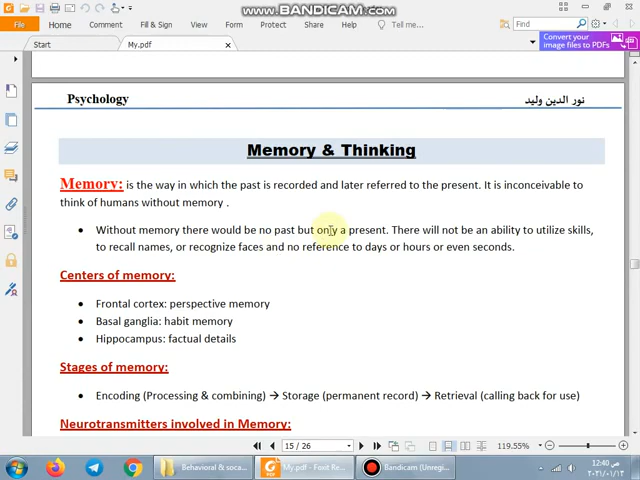 www.BANDICAM.com
File
Home
Comment
Fill & Sign
View
Form
Protect
Share
Help
Tell me...
Find
Start
My.pdf
Convert your
image files to PDFs
Psychology
نور الدين وليد
Memory & Thinking
Memory: is the way in which the past is recorded and later referred to the present. It is inconceivable to
think of humans without memory .
• Without memory there would be no past but only a present. There will not be an ability to utilize skills,
to recall names, or recognize faces and no reference to days or hours or even seconds.
Centers of memory:
• Frontal cortex: perspective memory
• Basal ganglia: habit memory
• Hippocampus: factual details
Stages of memory:
• Encoding (Processing & combining) → Storage (permanent record) → Retrieval (calling back for use)
Neurotransmitters involved in Memory:
15 / 26
119.55%
Behavioral & soca...
My.pdf - Foxit Re...
Bandicam (Unregi...
12:40 ص
٢٠٢١/٠١/١٣